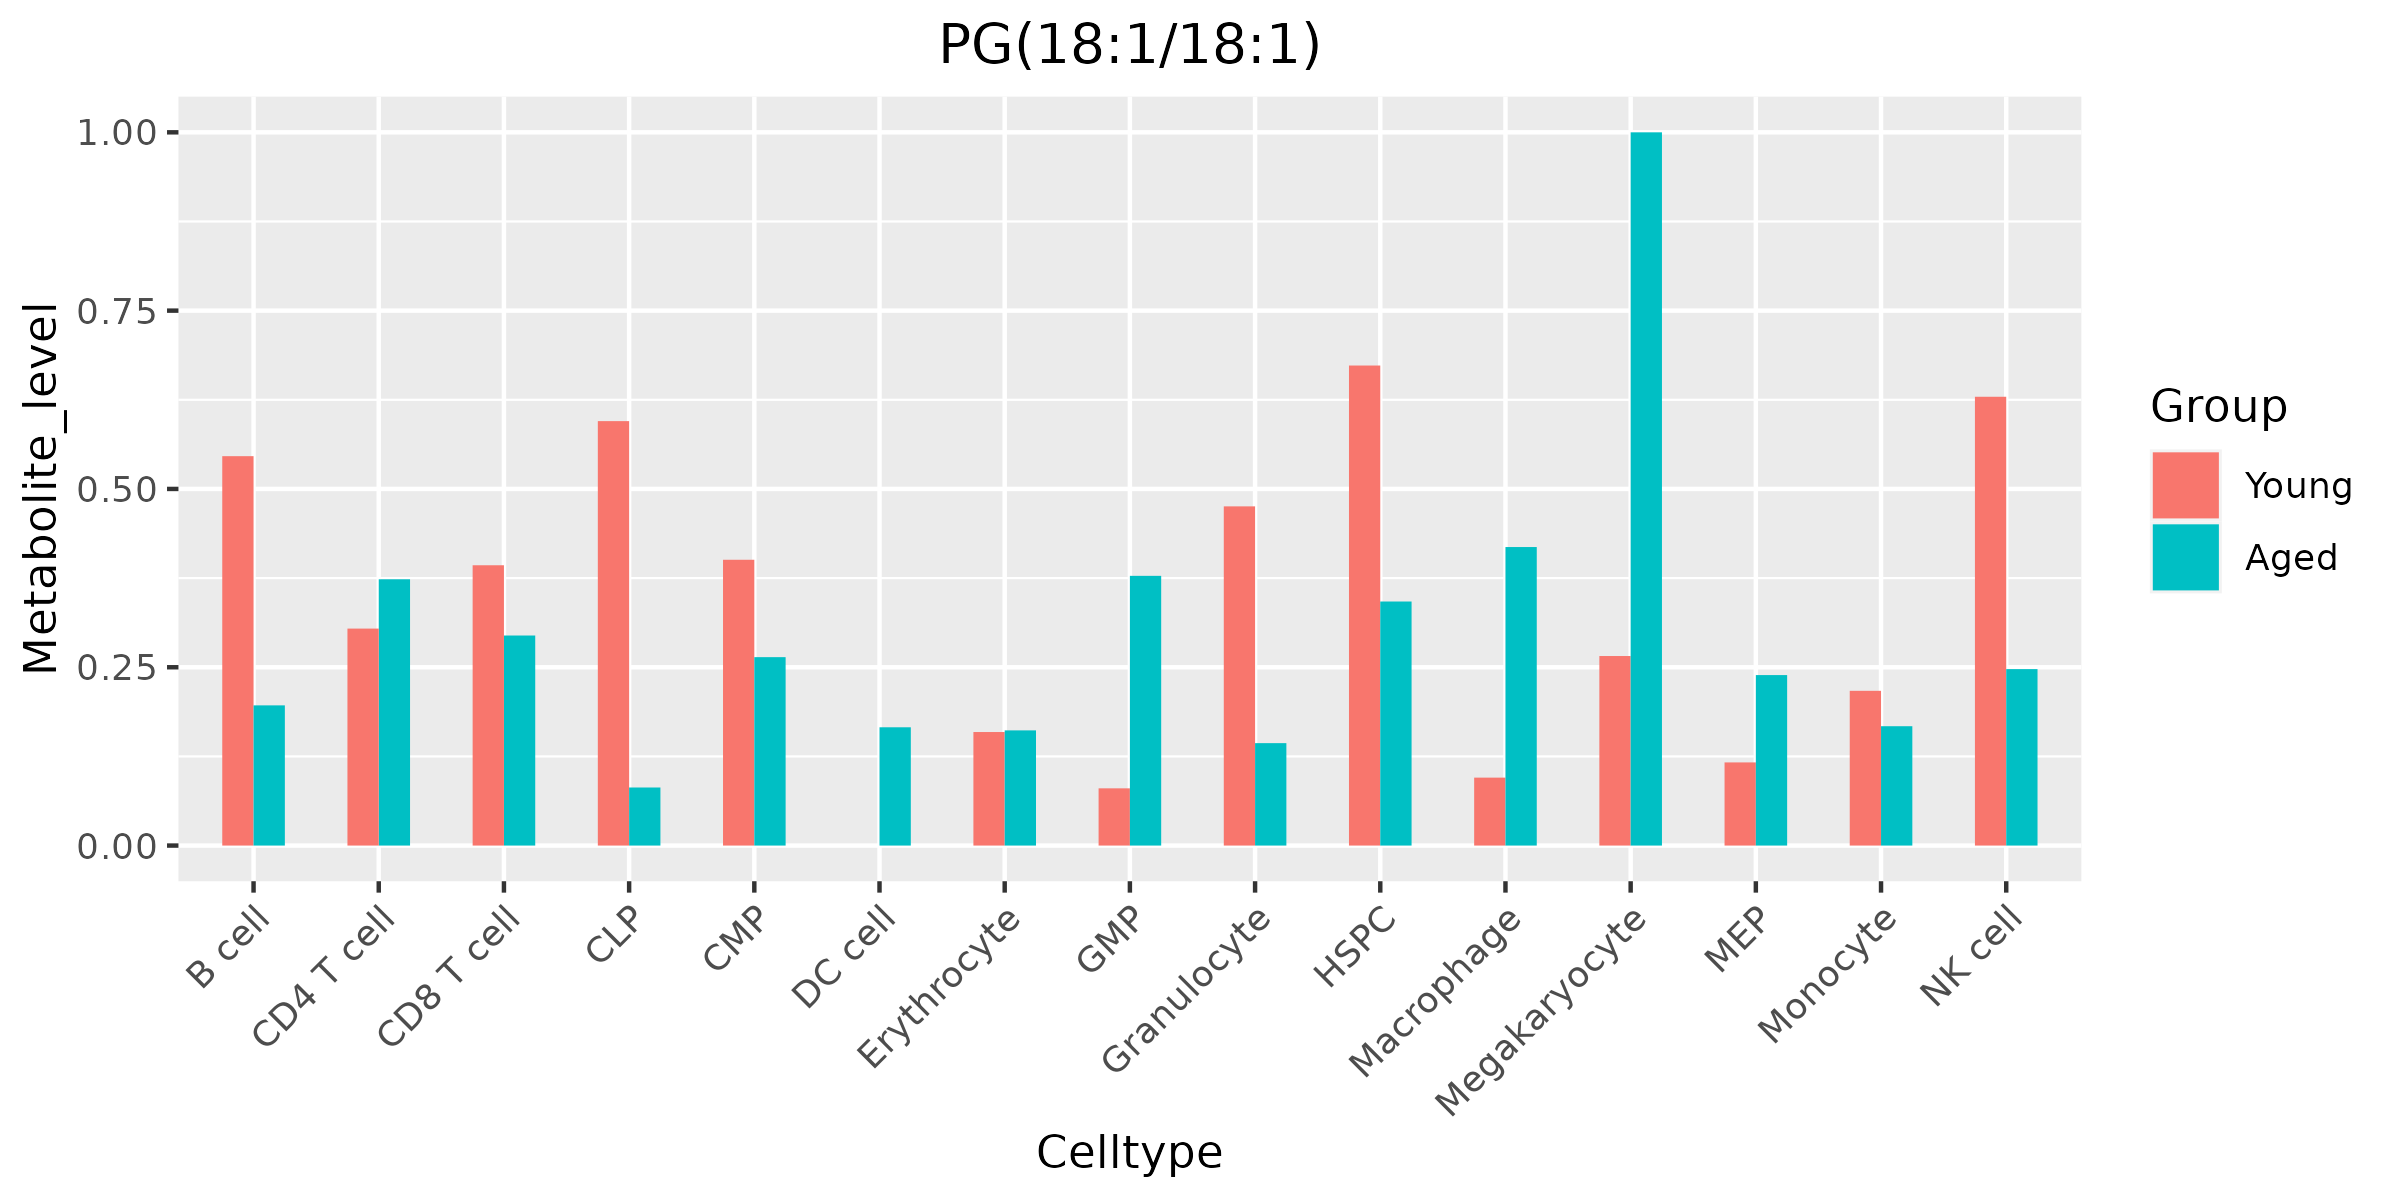 PG(18:1/18:1)
Metabolite_level
1.00
0.75
0.50
0.25
0.00
B cell
CD4 T cell
CD8 T cell
CLP
CMP
DC cell
Erythrocyte
GMP
Granulocyte
HSPC
Macrophage
Megakaryocyte
MEP
Monocyte
NK cell
Celltype
Group
Young
Aged